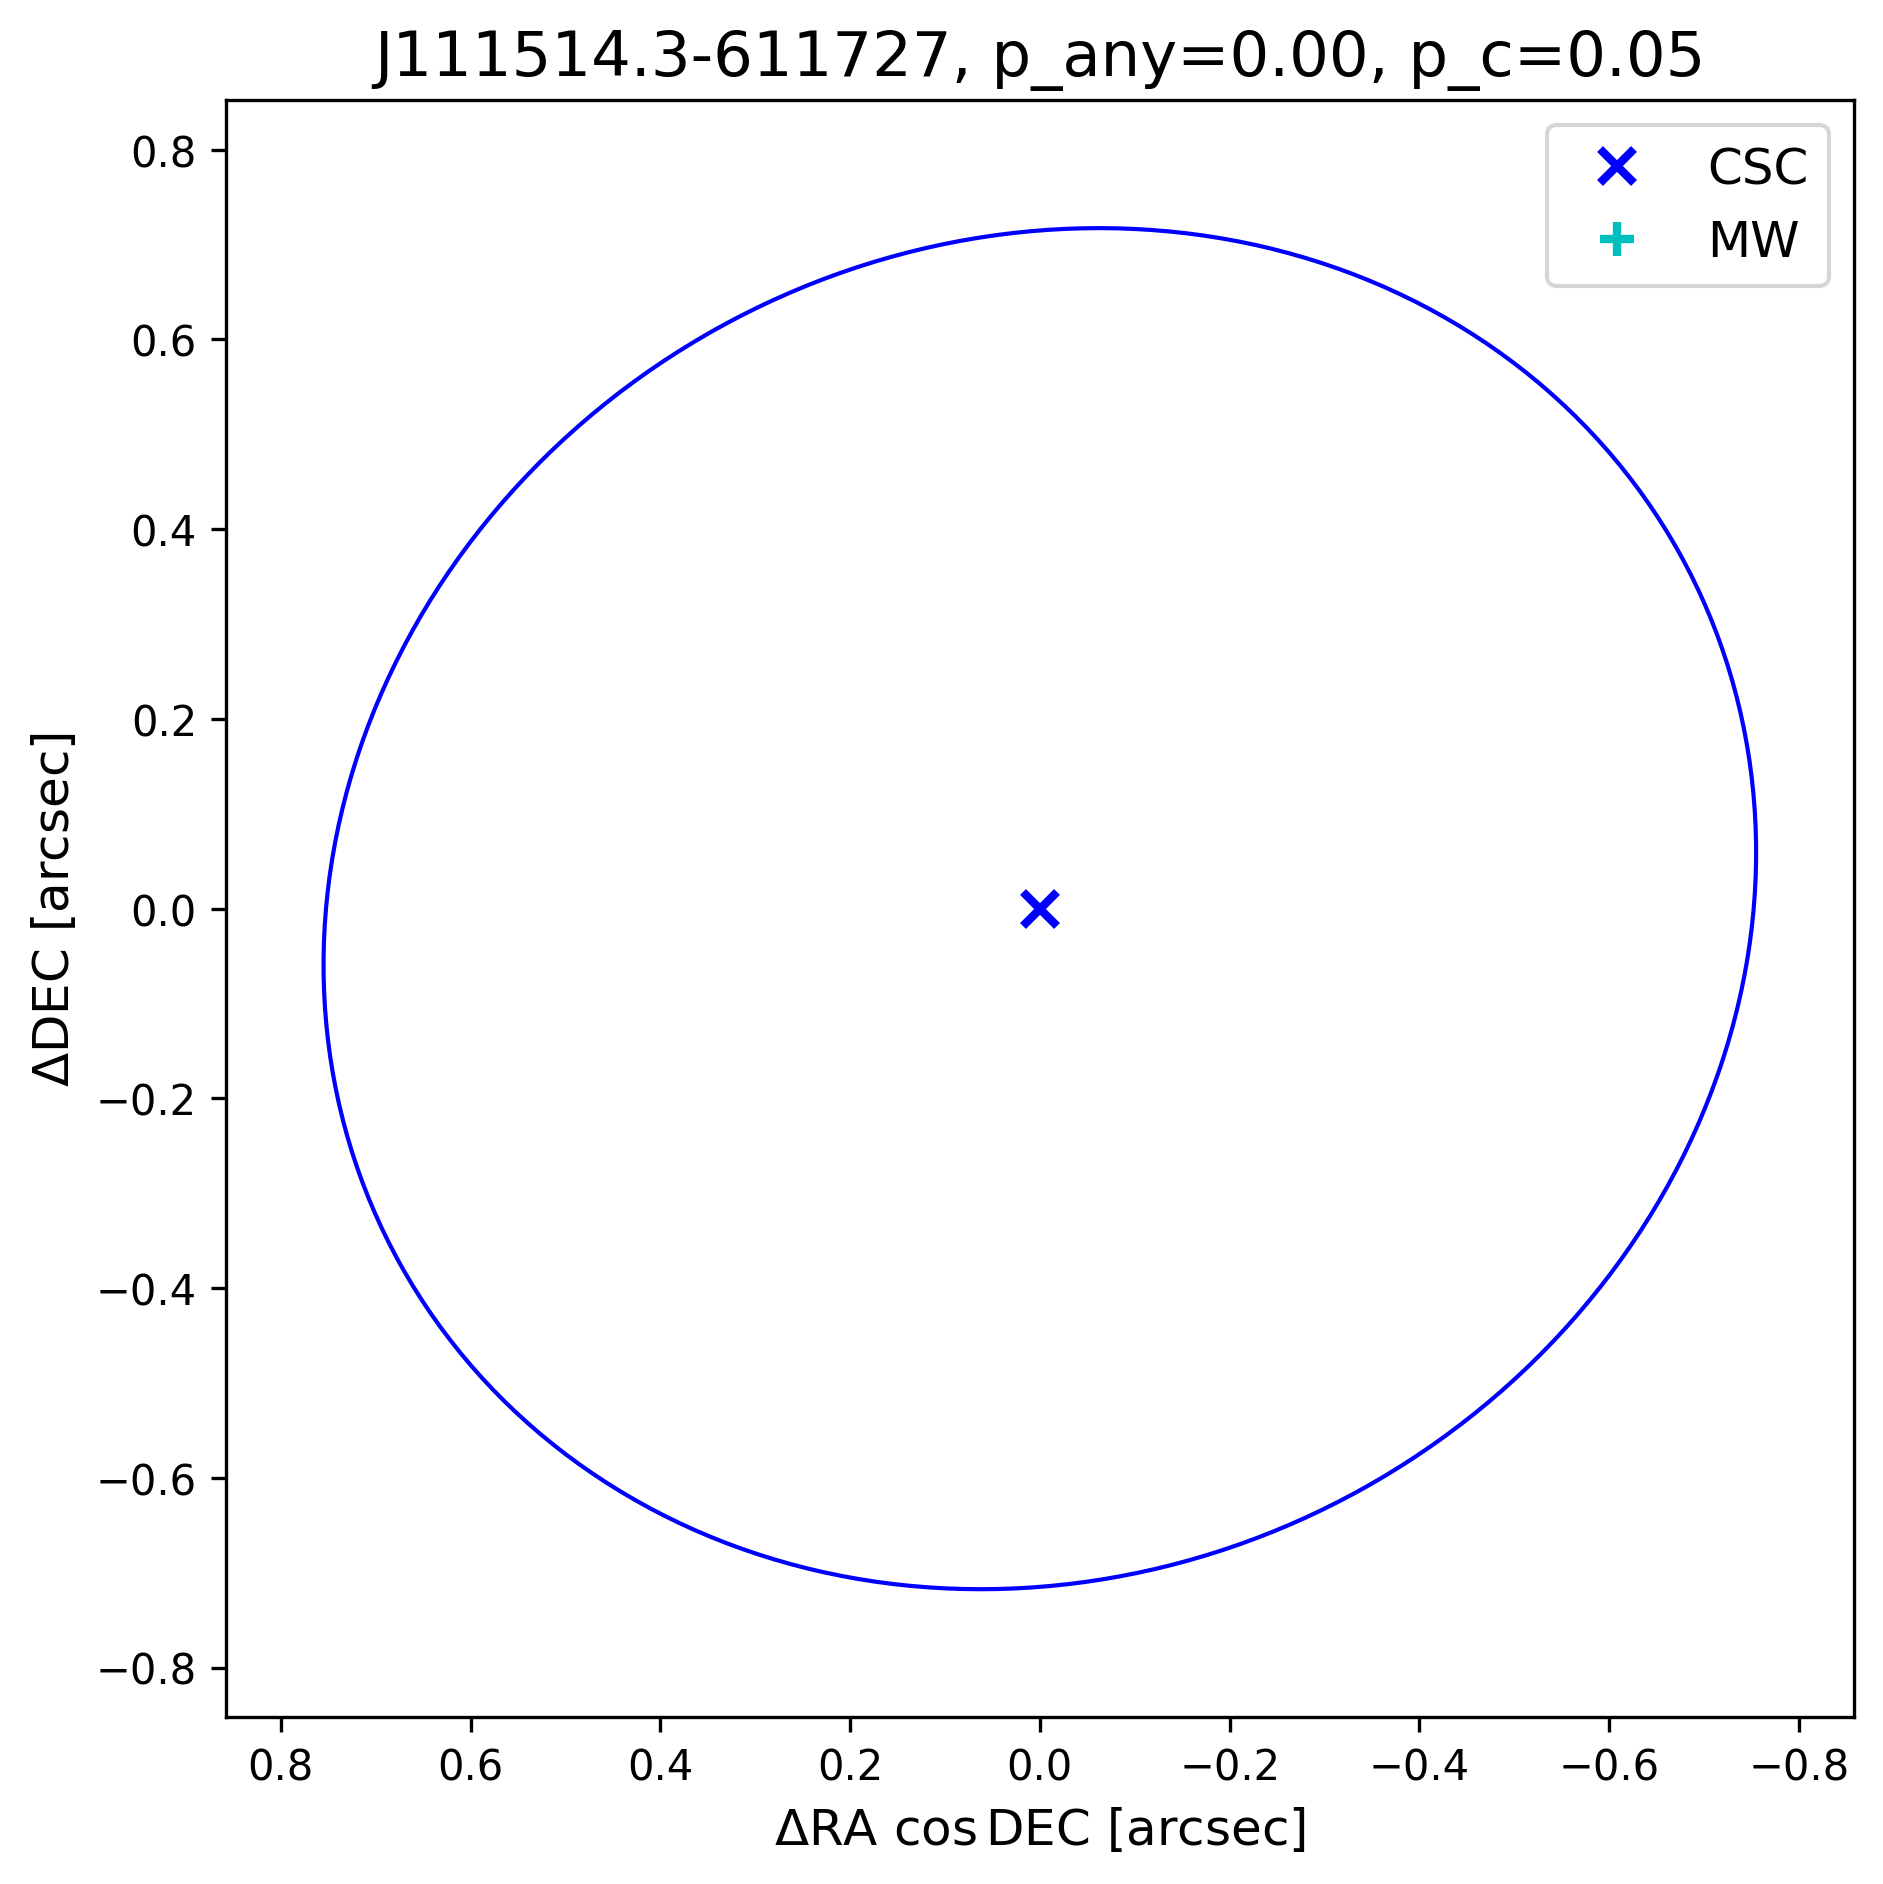 J111514.3-611727, p_any=0.00, p_c=0.05
CSC
MW
0.8
0.6
0.4
0.2
0.0
−0.2
−0.4
−0.6
−0.8
ΔDEC [arcsec]
0.8 0.6 0.4 0.2 0.0 −0.2 −0.4 −0.6 −0.8
ΔRA cos DEC [arcsec]